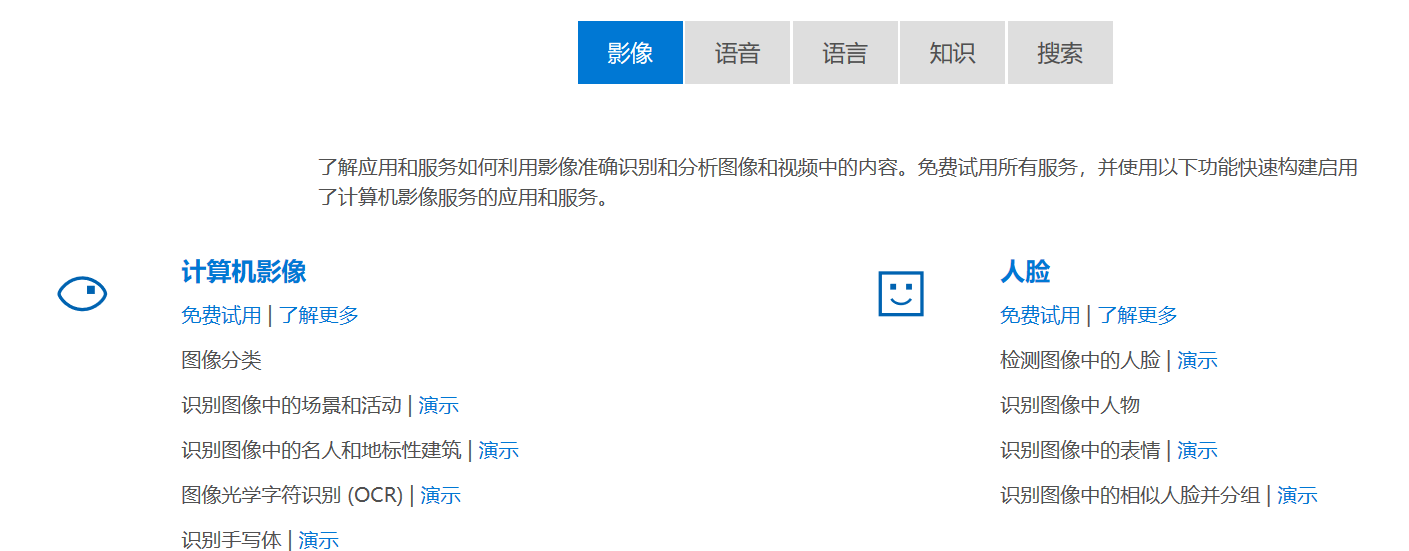 影像 语音 语言 知识 搜索
了解应用和服务如何利用影像准确识别和分析图像和视频中的内容。免费试用所有服务，并使用以下功能快速构建启用
了计算机影像服务的应用和服务。
计算机影像
免费试用 | 了解更多
图像分类
识别图像中的场景和活动 | 演示
识别图像中的名人和地标性建筑 | 演示
图像光学字符识别 (OCR) | 演示
识别手写体 | 演示
人脸
免费试用 | 了解更多
检测图像中的人脸 | 演示
识别图像中人物
识别图像中的表情 | 演示
识别图像中的相似人脸并分组 | 演示